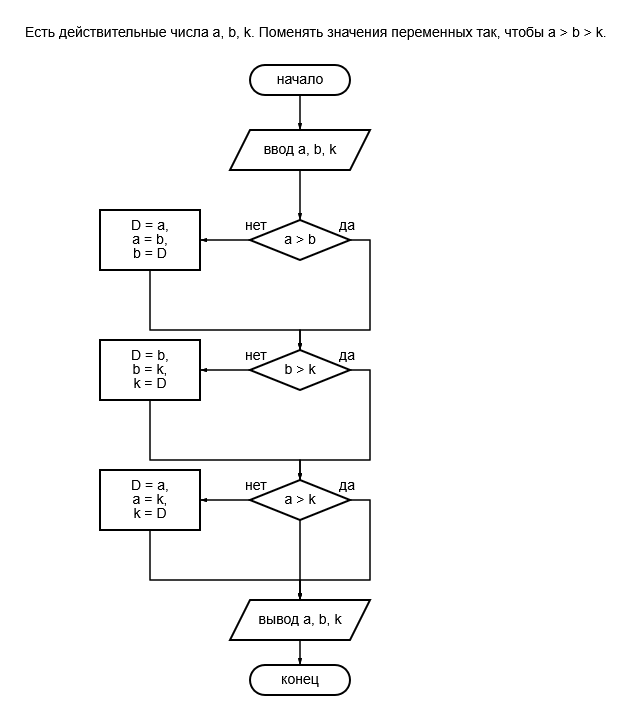 Есть действительные числа a, b, k. Поменять значения переменных так, чтобы a > b > k.
начало
ввод a, b, k
нет
да
D = a,
a = b,
b = D
a > b
нет
да
D = b,
b = k,
k = D
b > k
нет
да
D = a,
a = k,
k = D
a > k
вывод a, b, k
конец